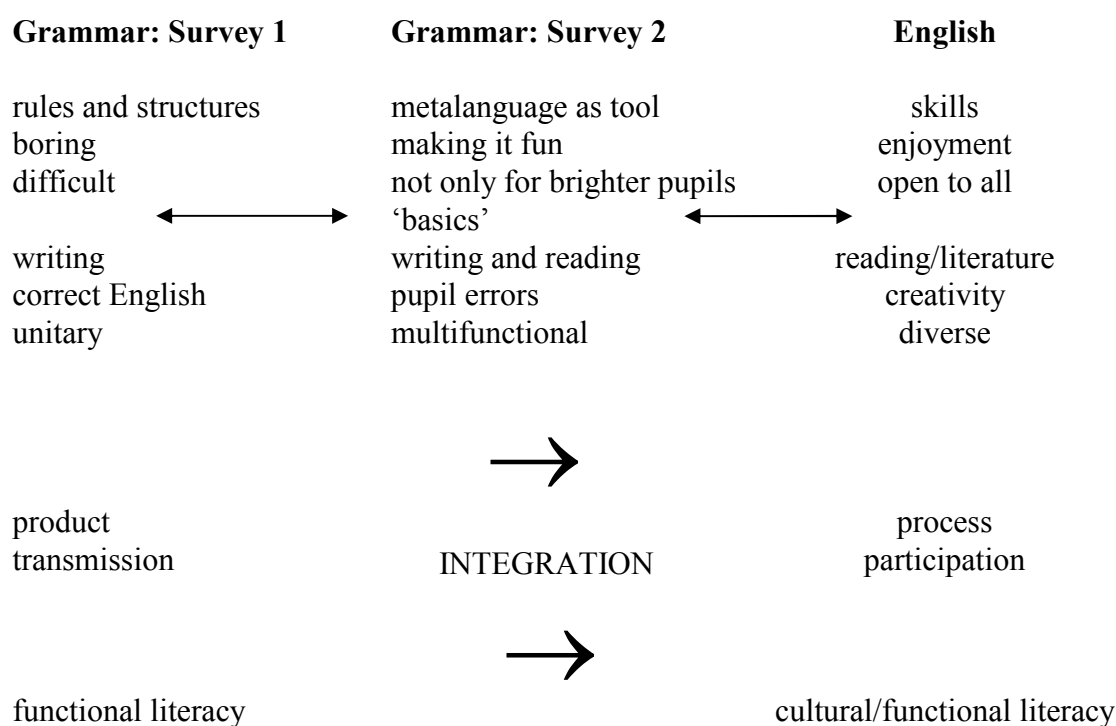 Grammar: Survey 1 Grammar: Survey 2 English
rules and structures metalanguage as tool skills
boring making it fun enjoyment
difficult not only for brighter pupils open to all
‘basics’
writing writing and reading reading/literature
correct English pupil errors creativity
unitary multifunctional diverse
product process
transmission INTEGRATION participation
functional literacy cultural/functional literacy